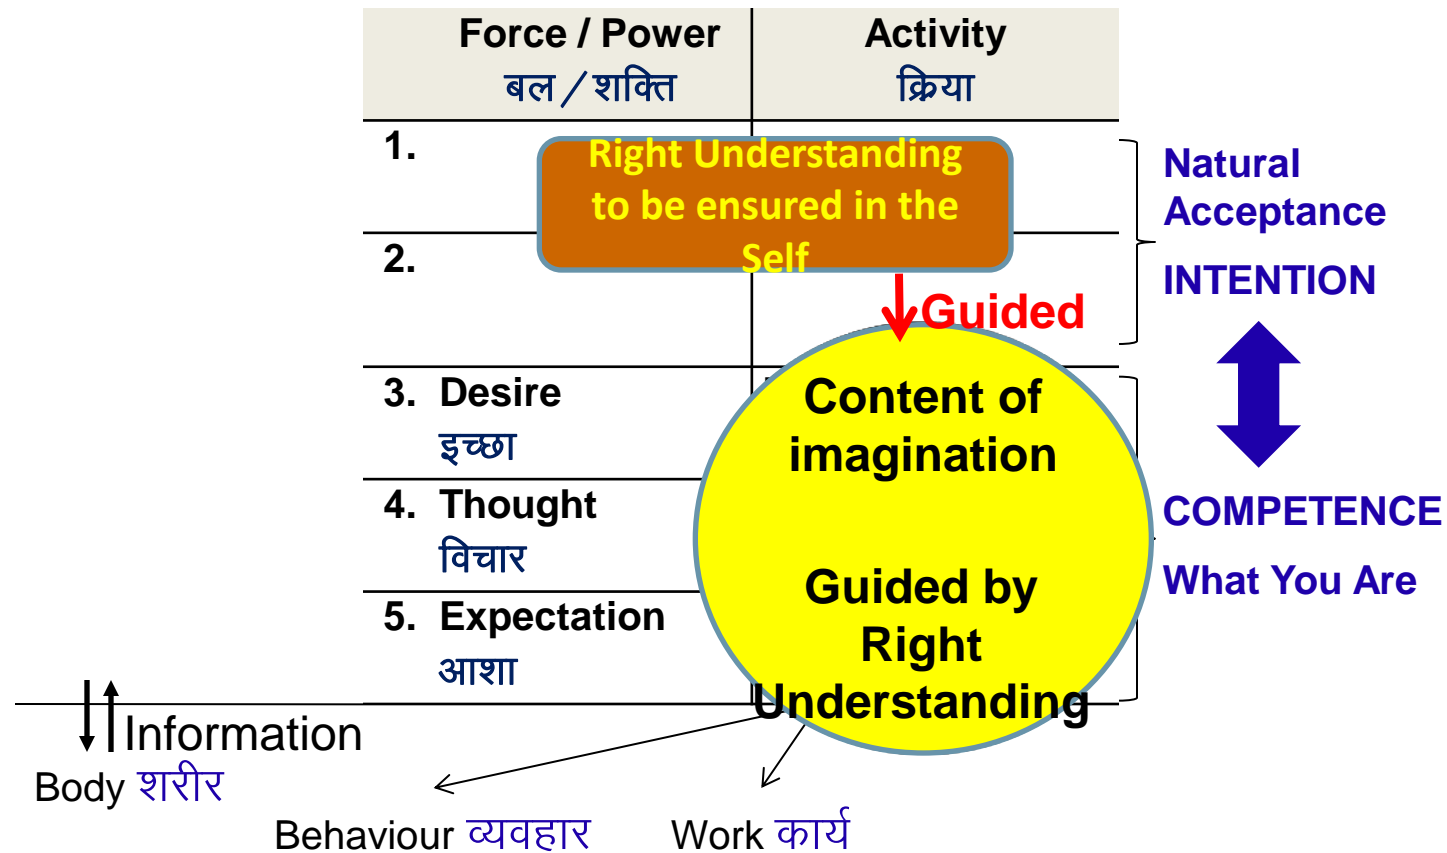 Force / Power
बल / शक्ति
Activity
क्रिया
1.
Right Understanding
to be ensured in the
Self
2.
Guided
Natural
Acceptance
INTENTION
3. Desire
इच्छा
4. Thought
विचार
5. Expectation
आशा
Content of
imagination
Guided by
Right
Understanding
COMPETENCE
What You Are
Information
Body शरीर
Behaviour व्यवहार
Work कार्य